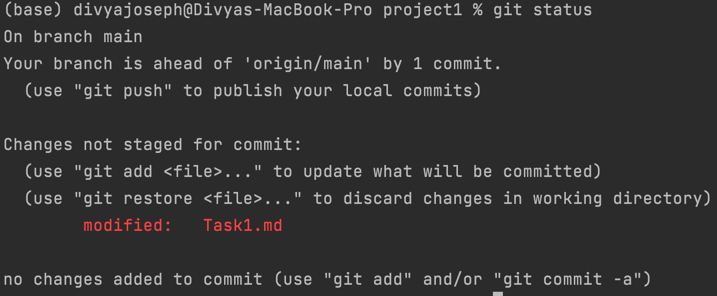 (base) divyajoseph@Divyas-MacBook-Pro project1 % git status
On branch main
Your branch is ahead of 'origin/main' by 1 commit.
  (use "git push" to publish your local commits)

Changes not staged for commit:
  (use "git add <file>..." to update what will be committed)
  (use "git restore <file>..." to discard changes in working directory)
        modified:   Task1.md

no changes added to commit (use "git add" and/or "git commit -a")